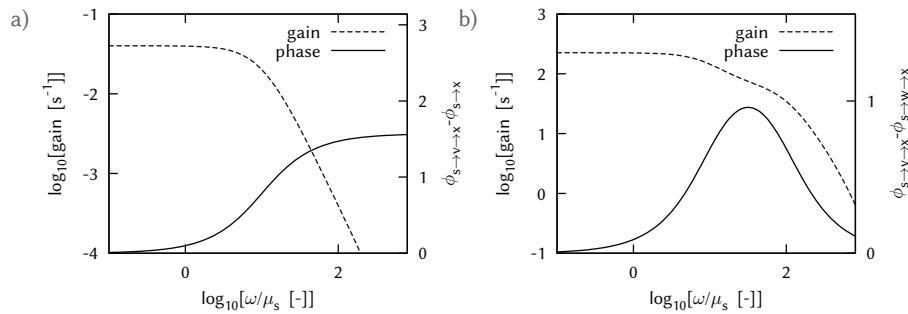 a)
gain
phase
log10[gain [s-1]]
-1
-2
-3
-4
0
2
log10[ω/μs [-]]
3
2
1
0
ϕs→v→x-ϕs→x
b)
gain
phase
log10[gain [s-1]]
3
2
1
0
-1
0
2
log10[ω/μs [-]]
1
0
ϕs→v→x-ϕs→w→x